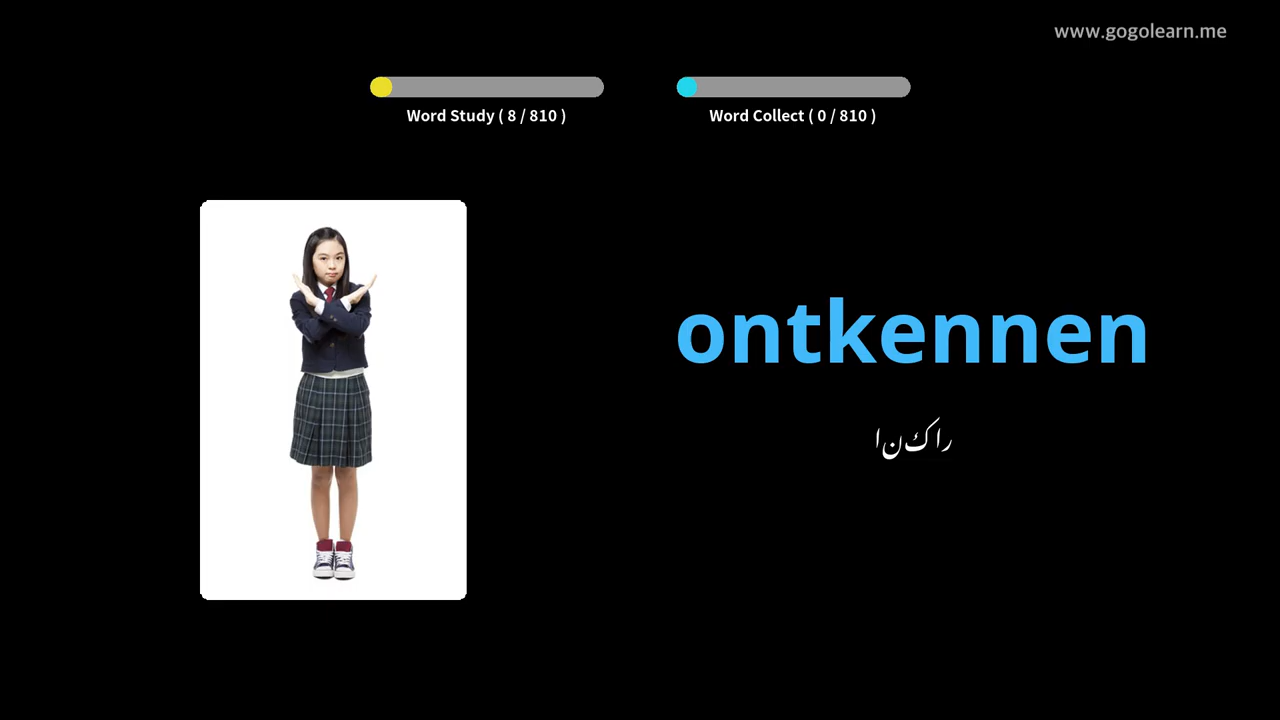 www.gogolearn.me
Word Study ( 8 / 810 )
Word Collect ( 0 / 810 )
ontkennen
انکار